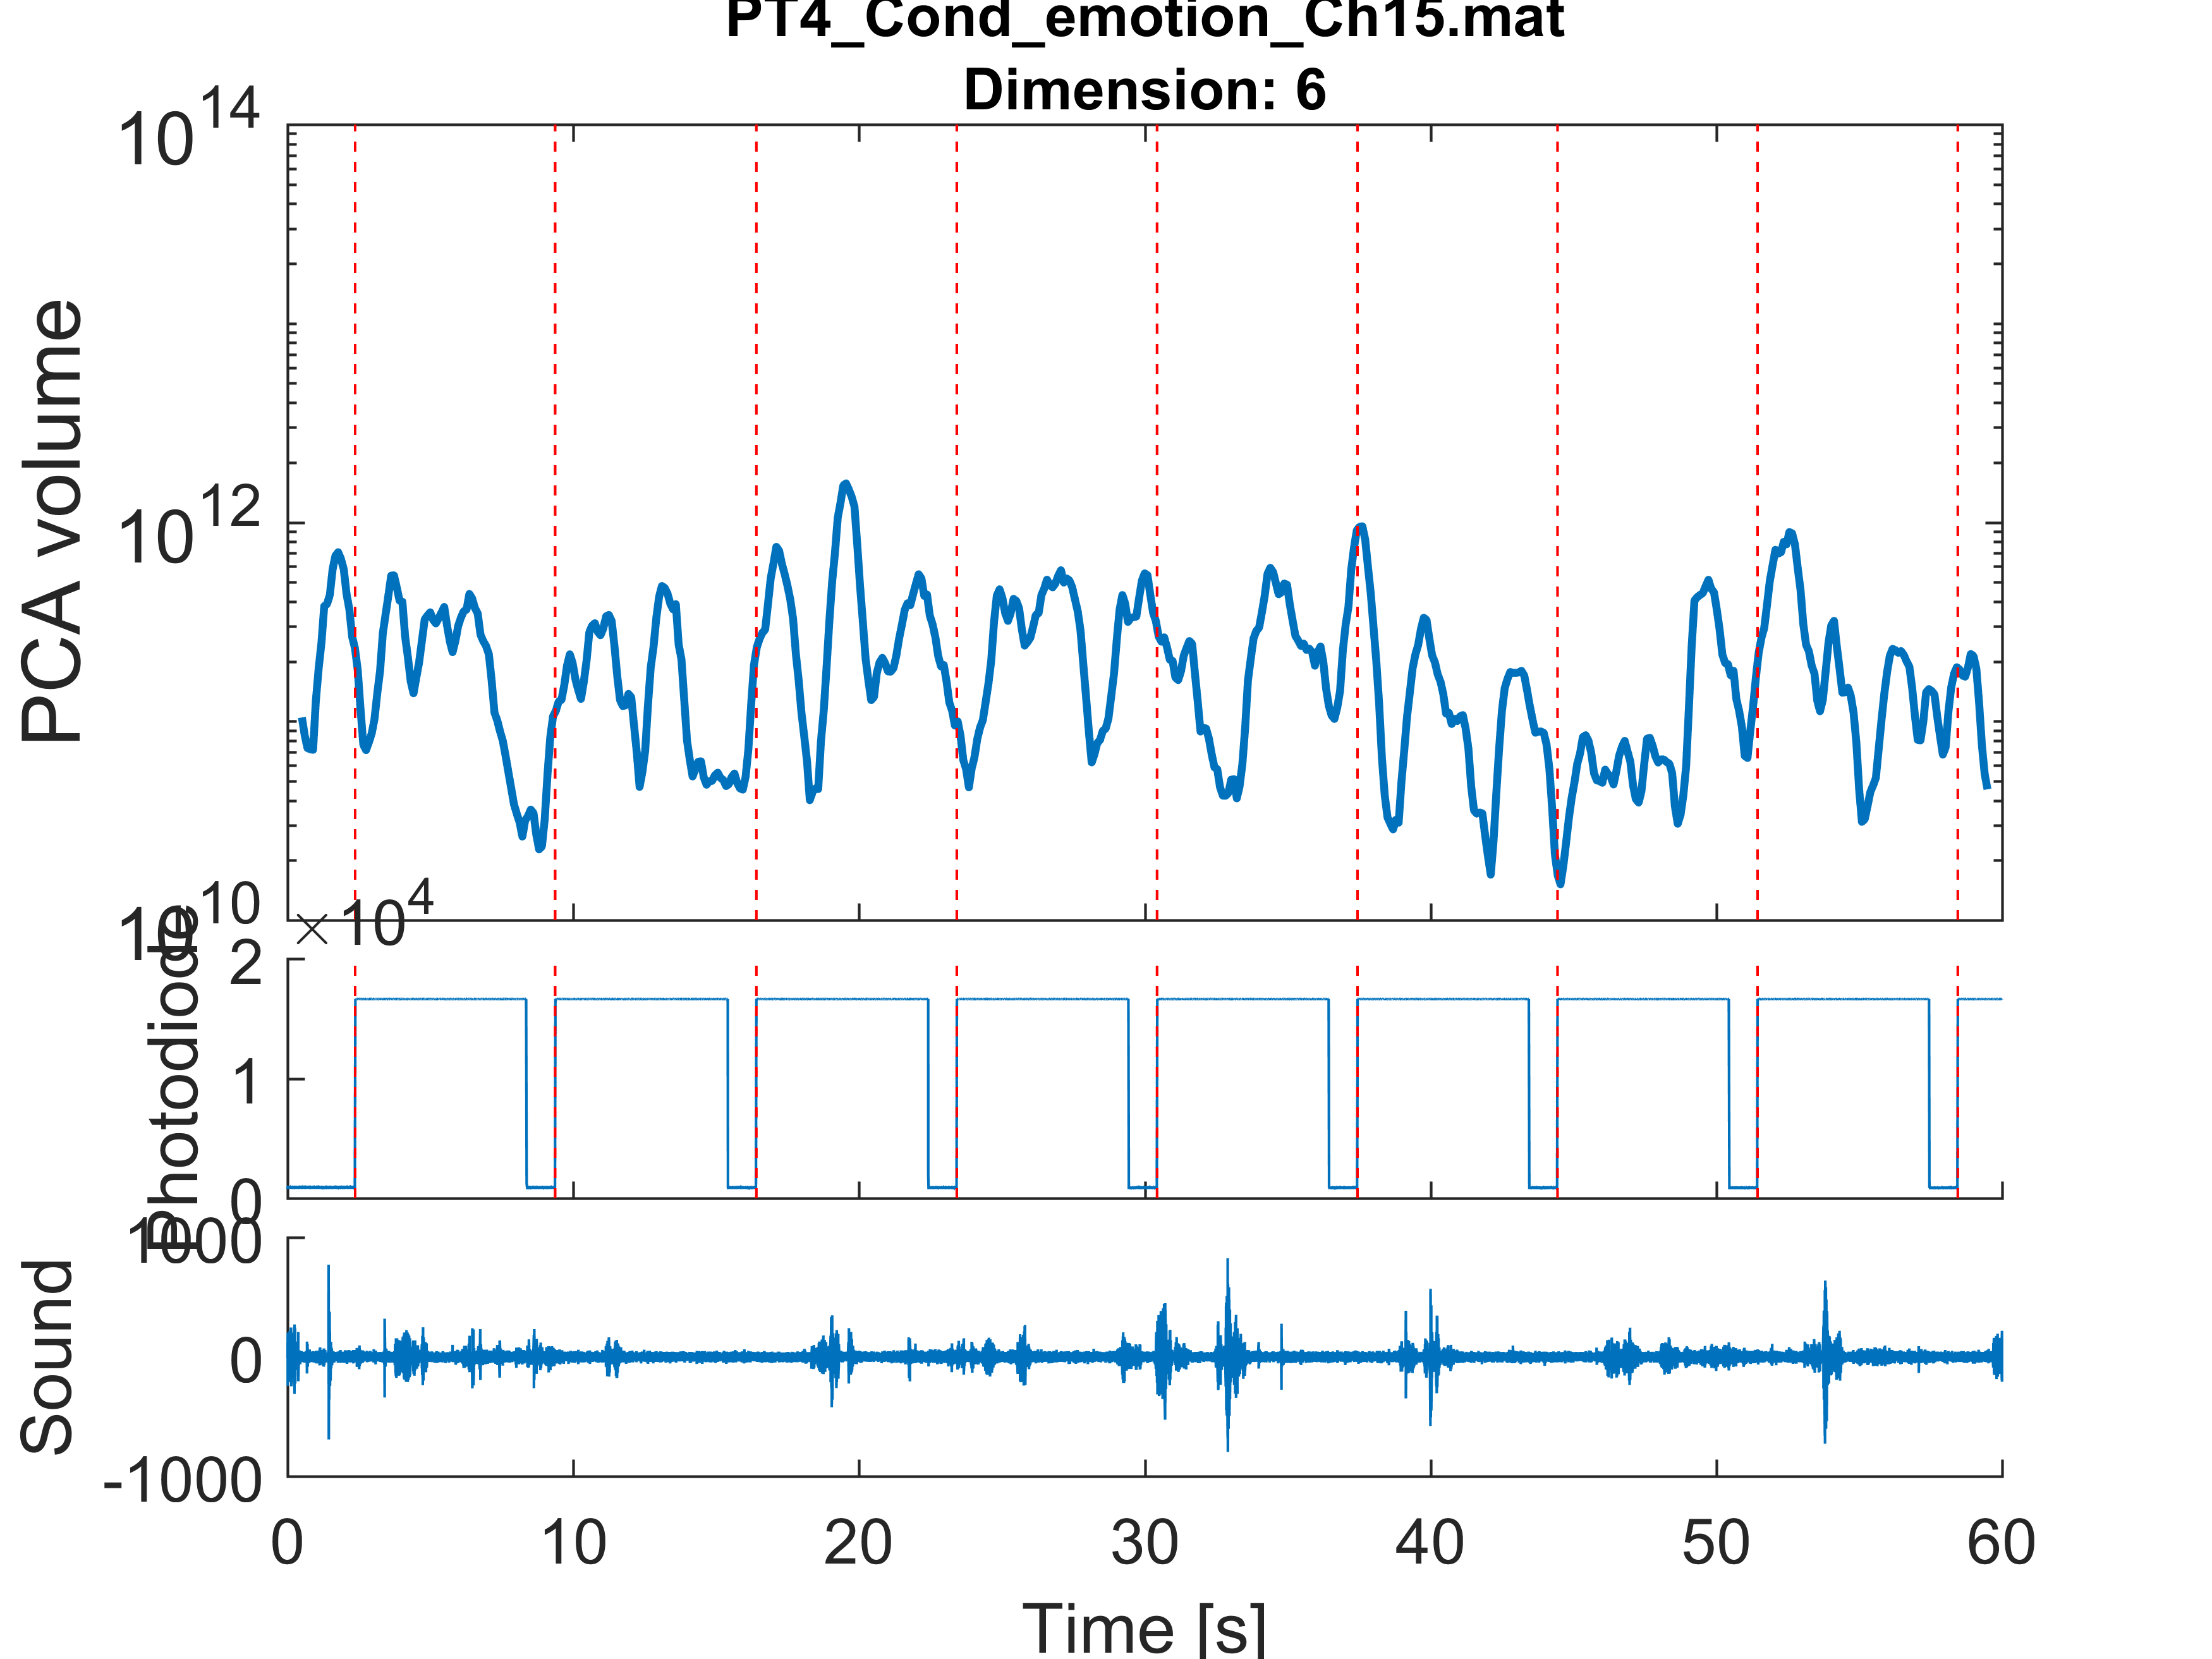 PT4_Cond_emotion_Ch15.mat
Dimension: 6
10^14
10^12
10^10
PCA volume
×10^4
2
1
0
Photodiode
1000
0
-1000
Sound
0 10 20 30 40 50 60
Time [s]